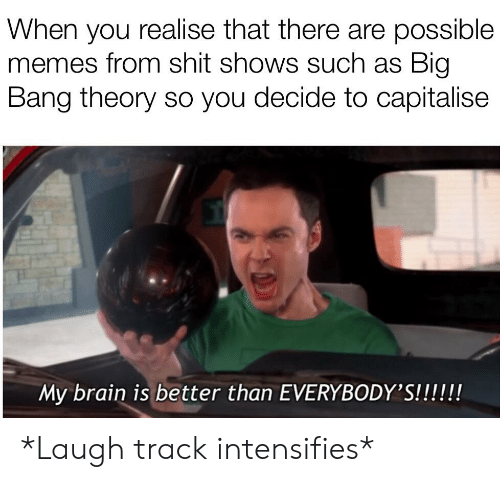 When you realise that there are possible
memes from shit shows such as Big
Bang theory so you decide to capitalise
My brain is better than EVERYBODY'S!!!!!!
*Laugh track intensifies*